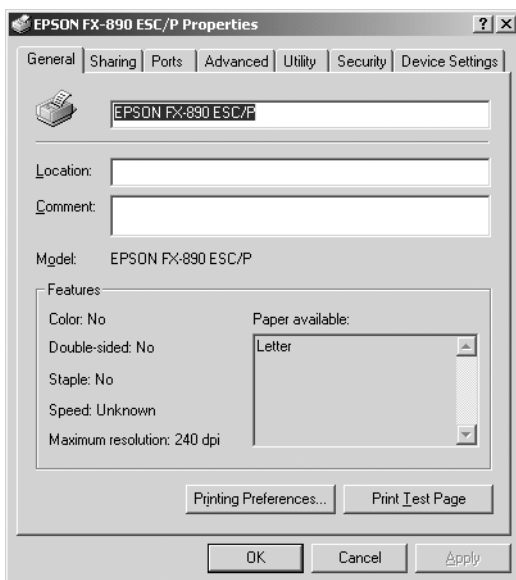 EPSON FX-890 ESC/P Properties
General Sharing Ports Advanced Utility Security Device Settings
EPSON FX-890 ESC/P
Location:
Comment:
Model: EPSON FX-890 ESC/P
Features
Color: No
Paper available:
Double-sided: No
Letter
Staple: No
Speed: Unknown
Maximum resolution: 240 dpi
Printing Preferences...
Print Test Page
OK
Cancel
Apply